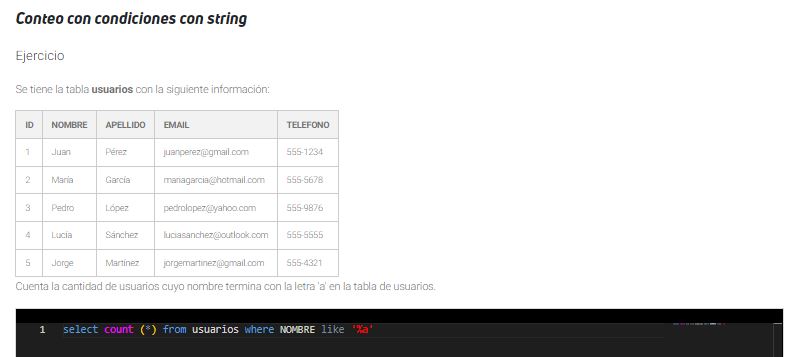 Conteo con condiciones con string
Ejercicio
Se tiene la tabla usuarios con la siguiente información:
ID NOMBRE APELLIDO EMAIL TELEFONO
1 Juan Pérez juanperez@gmail.com 555-1234
2 María García mariagarcia@hotmail.com 555-5678
3 Pedro López pedrolopez@yahoo.com 555-9876
4 Lucía Sánchez luciasanchez@outlook.com 555-5555
5 Jorge Martínez jorgemartinez@gmail.com 555-4321
Cuenta la cantidad de usuarios cuyo nombre termina con la letra 'a' en la tabla de usuarios.
1 select count (*) from usuarios where NOMBRE like '%a'